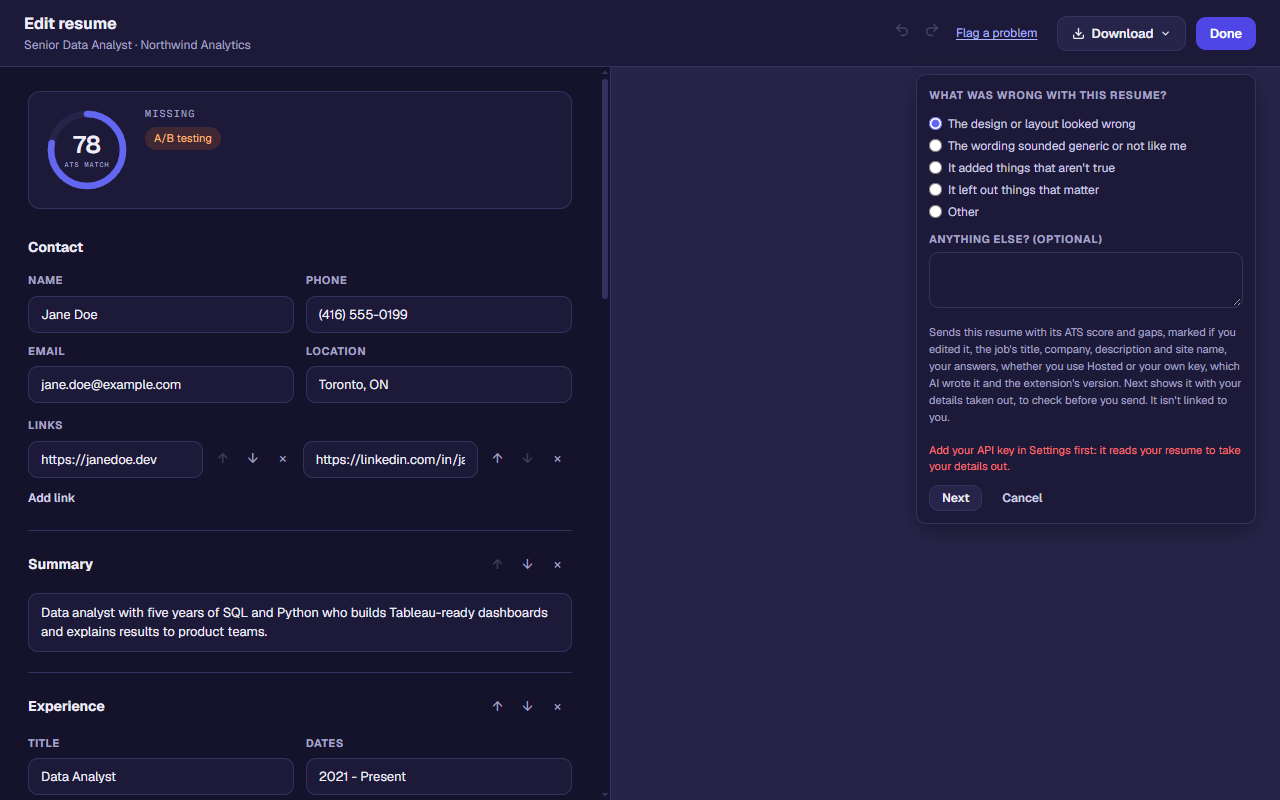 Edit resume
Senior Data Analyst · Northwind Analytics
Flag a problem
Download
Done
78
ATS MATCH
MISSING
A/B testing
Contact
NAME
PHONE
Jane Doe
(416) 555-0199
EMAIL
LOCATION
jane.doe@example.com
Toronto, ON
LINKS
https://janedoe.dev
https://linkedin.com/in/ja
Add link
Summary
Data analyst with five years of SQL and Python who builds Tableau-ready dashboards
and explains results to product teams.
Experience
TITLE
DATES
Data Analyst
2021 - Present
WHAT WAS WRONG WITH THIS RESUME?
The design or layout looked wrong
The wording sounded generic or not like me
It added things that aren't true
It left out things that matter
Other
ANYTHING ELSE? (OPTIONAL)
Sends this resume with its ATS score and gaps, marked if you
edited it, the job's title, company, description and site name,
your answers, whether you use Hosted or your own key, which
AI wrote it and the extension's version. Next shows it with your
details taken out, to check before you send. It isn't linked to
you.
Add your API key in Settings first: it reads your resume to take
your details out.
Next
Cancel